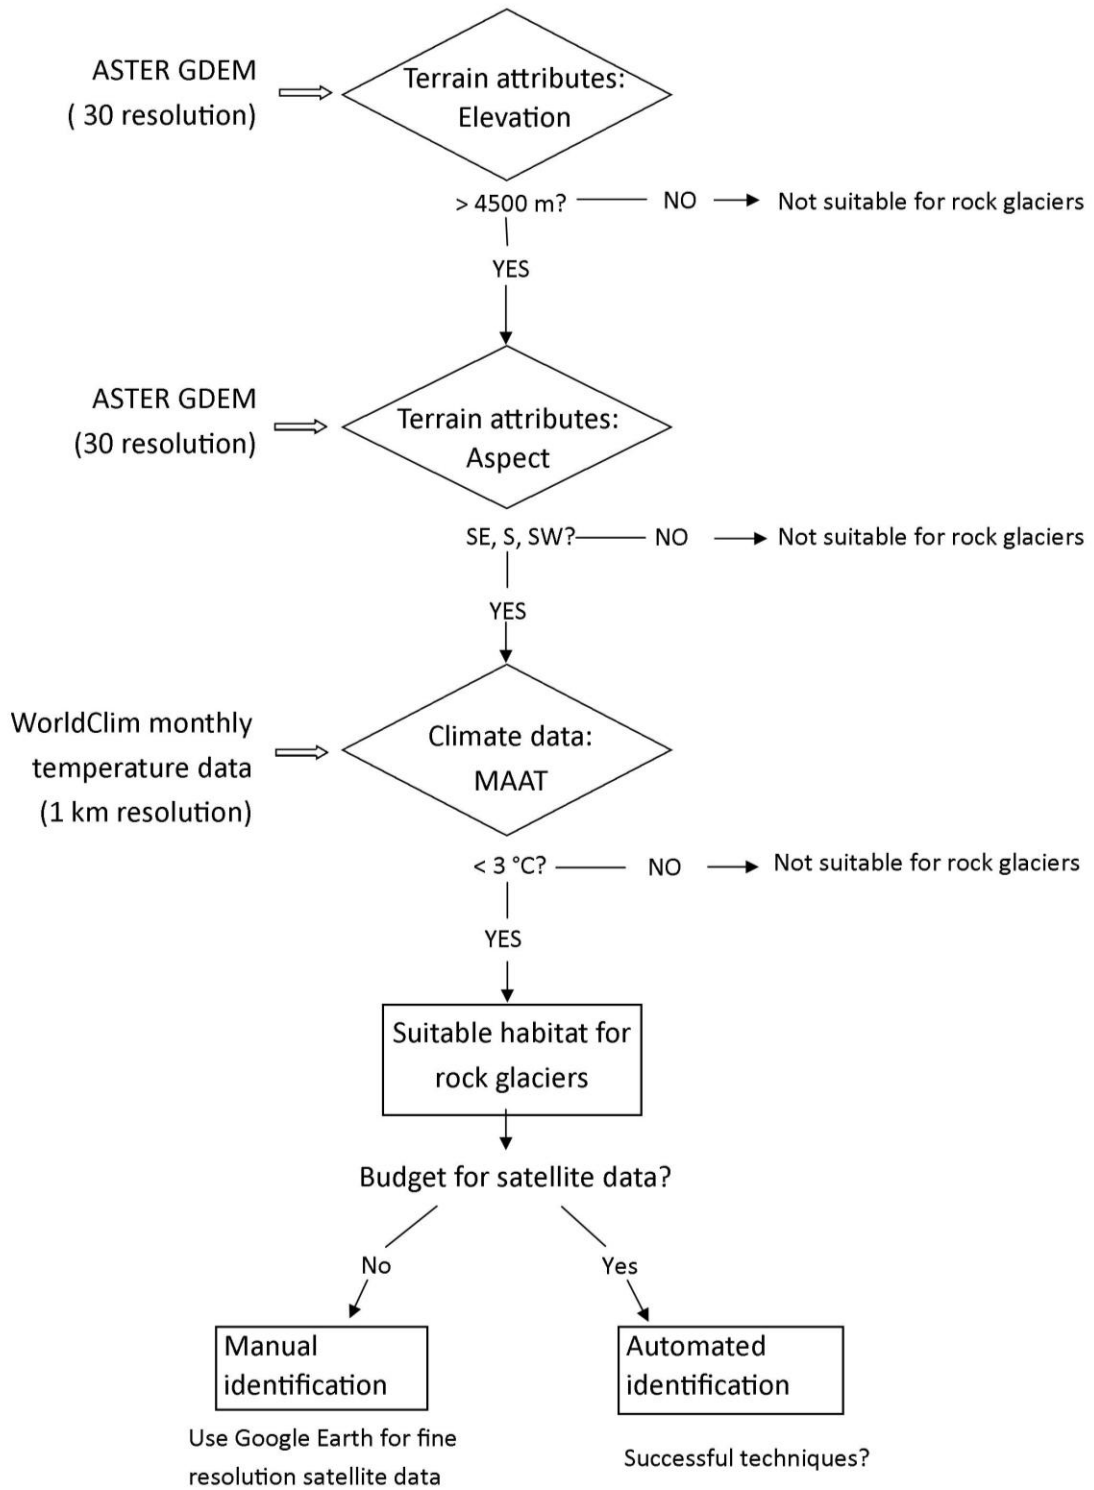 ASTER GDEM
( 30 resolution)
Terrain attributes:
Elevation
> 4500 m?
NO
Not suitable for rock glaciers
YES
ASTER GDEM
(30 resolution)
Terrain attributes:
Aspect
SE, S, SW?
NO
Not suitable for rock glaciers
YES
WorldClim monthly
temperature data
(1 km resolution)
Climate data:
MAAT
< 3 °C?
NO
Not suitable for rock glaciers
YES
Suitable habitat for
rock glaciers
Budget for satellite data?
No
Yes
Manual
identification
Use Google Earth for fine
resolution satellite data
Automated
identification
Successful techniques?